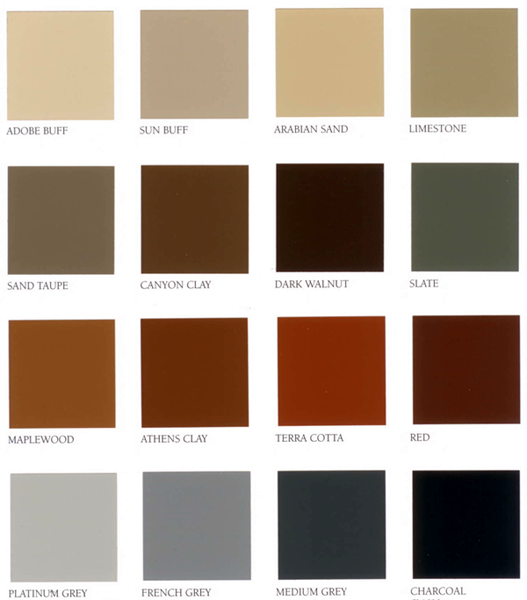 ADOBE BUFF SUN BUFF ARABIAN SAND LIMESTONE
SAND TAUPE CANYON CLAY DARK WALNUT SLATE
MAPLEWOOD ATHENS CLAY TERRA COTTA RED
PLATINUM GREY FRENCH GREY MEDIUM GREY CHARCOAL